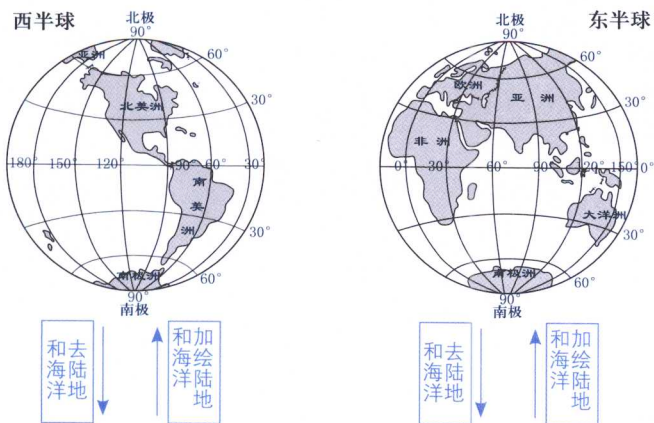 西半球
北极
90°
亚洲
60°
北美洲
30°
180° 150° 120° 90° 60° 30° 0°
南美洲
30°
南极洲
60°
90°
南极
去陆地和海洋
加绘陆地和海洋
东半球
北极
90°
60°
欧洲
亚洲
30°
非洲
0° 30° 60° 90° 120° 150° 0°
大洋洲
30°
南极洲
60°
90°
南极
去陆地和海洋
加绘陆地和海洋